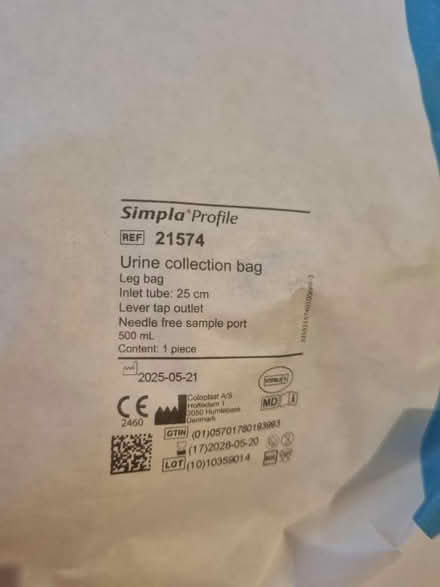 Simpla® Profile
REF 21574
Urine collection bag
Leg bag
Inlet tube: 25 cm
Lever tap outlet
Needle free sample port
500 mL
Content: 1 piece
2025-05-21
CE
2460
Coloplast A/S
Holtedam 1
3050 Humlebaek
Denmark
MD
GTIN (01)05701780193993
(17)2028-05-20
LOT (10)10359014